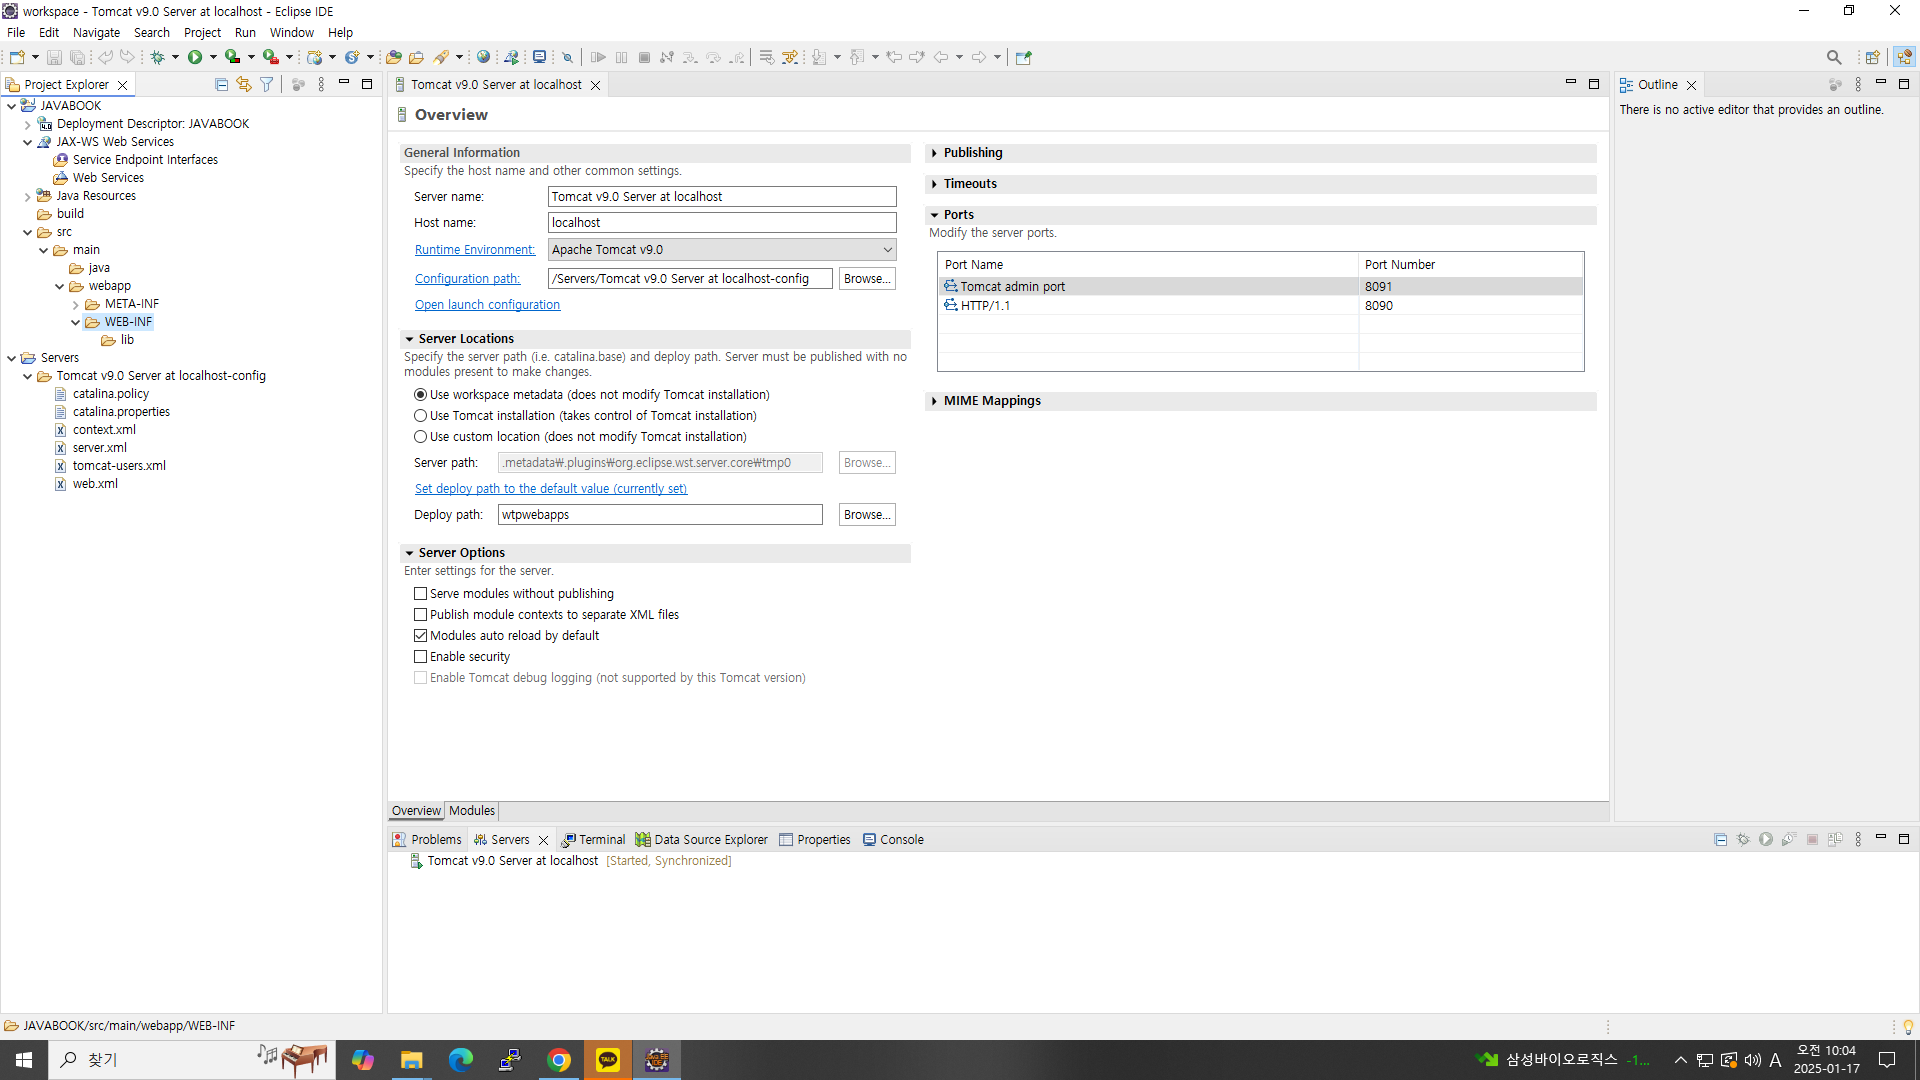 workspace - Tomcat v9.0 Server at localhost - Eclipse IDE
File Edit Navigate Search Project Run Window Help
Project Explorer
JAVABOOK
Deployment Descriptor: JAVABOOK
JAX-WS Web Services
Service Endpoint Interfaces
Web Services
Java Resources
build
src
main
java
webapp
META-INF
WEB-INF
lib
Servers
Tomcat v9.0 Server at localhost-config
catalina.policy
catalina.properties
context.xml
server.xml
tomcat-users.xml
web.xml
Tomcat v9.0 Server at localhost
Overview
General Information
Specify the host name and other common settings.
Server name: Tomcat v9.0 Server at localhost
Host name: localhost
Runtime Environment: Apache Tomcat v9.0
Configuration path: /Servers/Tomcat v9.0 Server at localhost-config Browse...
Open launch configuration
Server Locations
Specify the server path (i.e. catalina.base) and deploy path. Server must be published with no
modules present to make changes.
Use workspace metadata (does not modify Tomcat installation)
Use Tomcat installation (takes control of Tomcat installation)
Use custom location (does not modify Tomcat installation)
Server path: .metadata₩.plugins₩org.eclipse.wst.server.core₩tmp0 Browse...
Set deploy path to the default value (currently set)
Deploy path: wtpwebapps Browse...
Server Options
Enter settings for the server.
Serve modules without publishing
Publish module contexts to separate XML files
Modules auto reload by default
Enable security
Enable Tomcat debug logging (not supported by this Tomcat version)
Publishing
Timeouts
Ports
Modify the server ports.
Port Name Port Number
Tomcat admin port 8091
HTTP/1.1 8090
MIME Mappings
Overview Modules
Outline
There is no active editor that provides an outline.
Problems Servers Terminal Data Source Explorer Properties Console
Tomcat v9.0 Server at localhost [Started, Synchronized]
JAVABOOK/src/main/webapp/WEB-INF
찾기
TALK
Java EE
IDE
삼성바이오로직스 -1...
A
오전 10:04
2025-01-17